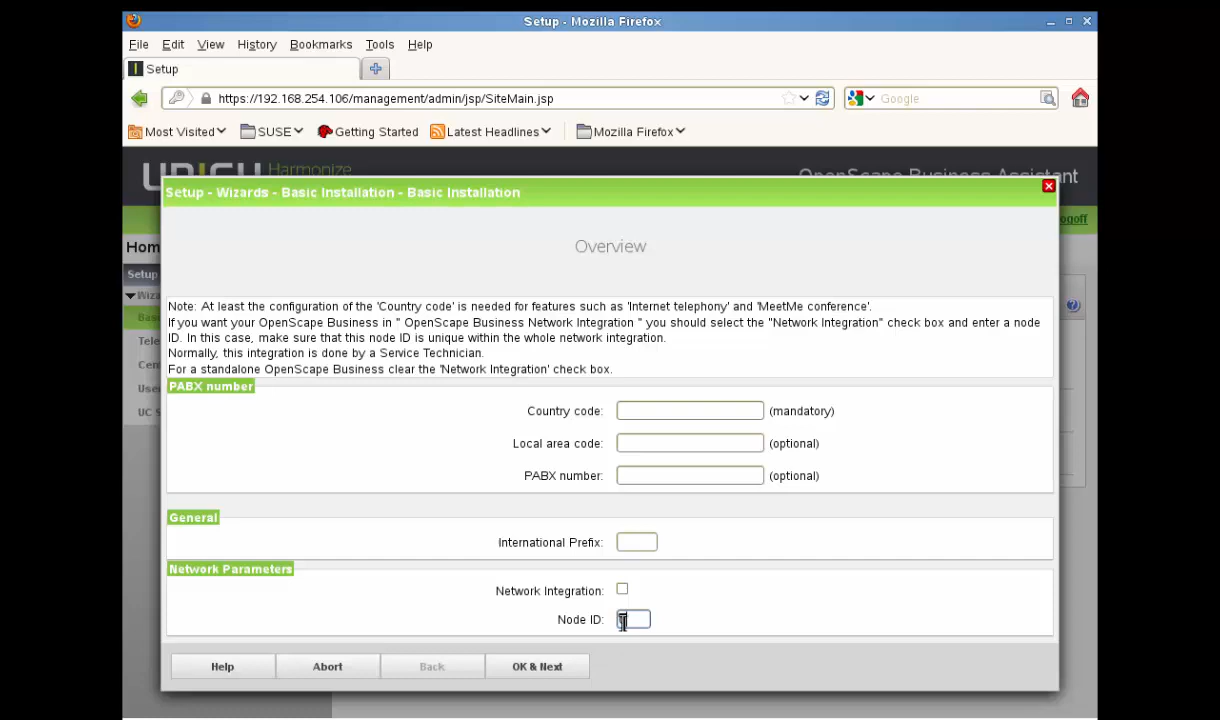 Setup - Mozilla Firefox
File Edit View History Bookmarks Tools Help
Setup
https://192.168.254.106/management/admin/jsp/SiteMain.jsp
Google
Most Visited SUSE Getting Started Latest Headlines Mozilla Firefox
Harmonize
OpenScape Business Assistant
Setup - Wizards - Basic Installation - Basic Installation
Overview
Note: At least the configuration of the 'Country code' is needed for features such as 'Internet telephony' and 'MeetMe conference'.
If you want your OpenScape Business in " OpenScape Business Network Integration " you should select the "Network Integration" check box and enter a node
ID. In this case, make sure that this node ID is unique within the whole network integration.
Normally, this integration is done by a Service Technician.
For a standalone OpenScape Business clear the 'Network Integration' check box.
PABX number
Country code: (mandatory)
Local area code: (optional)
PABX number: (optional)
General
International Prefix:
Network Parameters
Network Integration:
Node ID:
Help Abort Back OK & Next
Setup